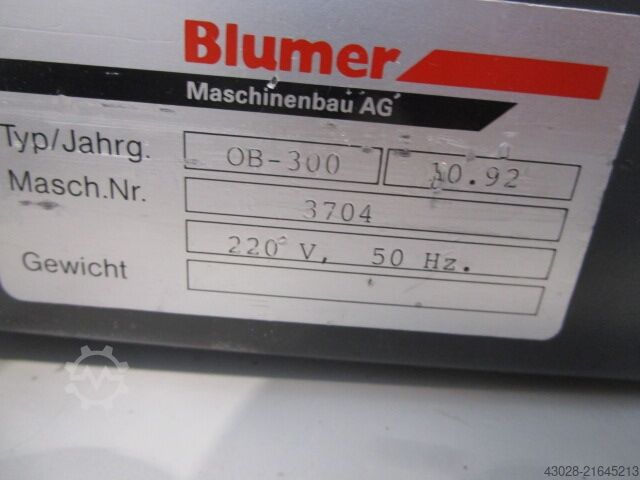 Blumer
Maschinenbau AG
Typ/Jahrg. OB-300 10.92
Masch.Nr. 3704
220 V, 50 Hz.
Gewicht
43028-21645213